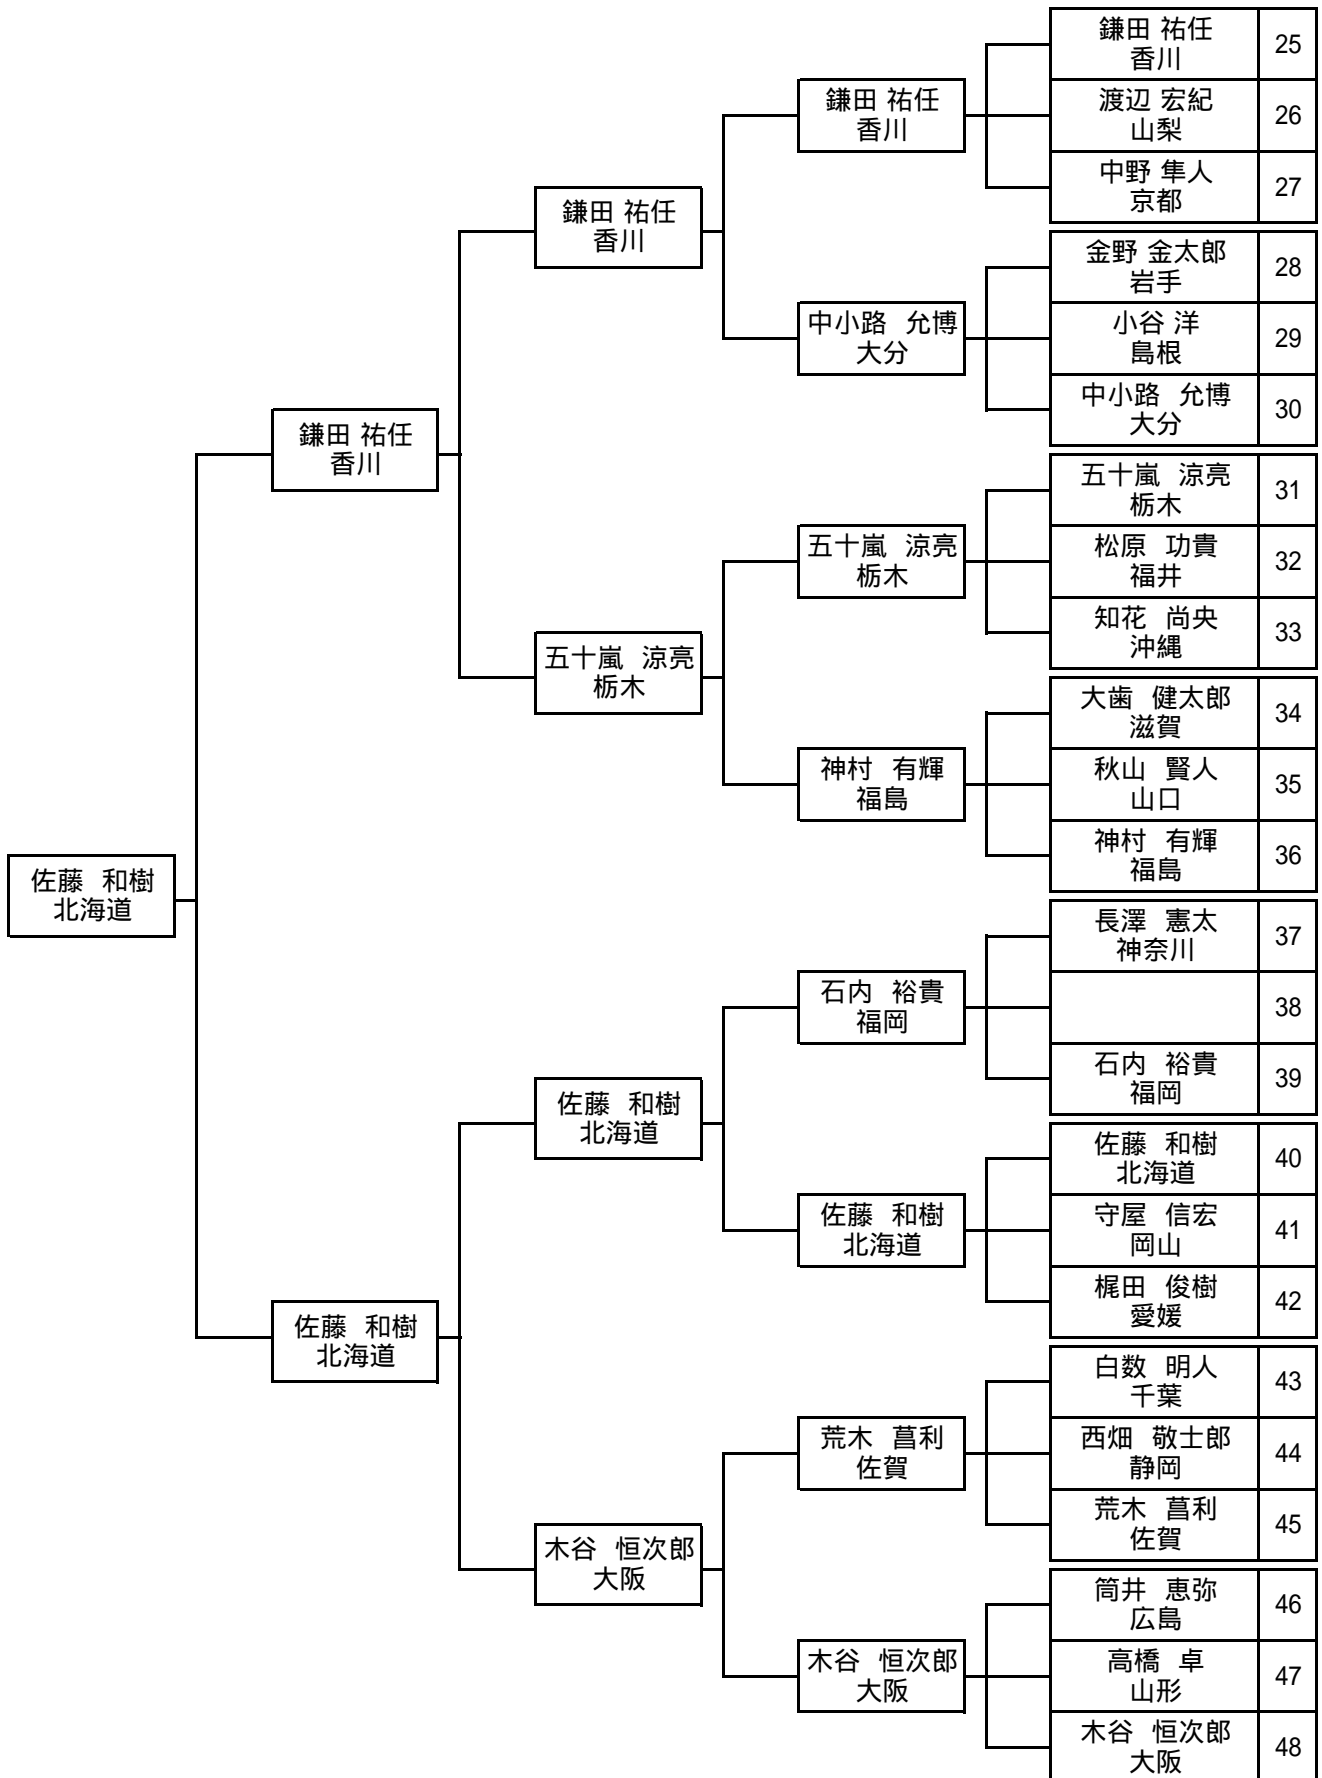 鎌田 祐任
香川
25
渡辺 宏紀
山梨
26
中野 隼人
京都
27
金野 金太郎
岩手
28
小谷 洋
島根
29
中小路 允博
大分
30
五十嵐 涼亮
栃木
31
松原 功貴
福井
32
知花 尚央
沖縄
33
大歯 健太郎
滋賀
34
秋山 賢人
山口
35
神村 有輝
福島
36
長澤 憲太
神奈川
37
38
石内 裕貴
福岡
39
佐藤 和樹
北海道
40
守屋 信宏
岡山
41
梶田 俊樹
愛媛
42
白数 明人
千葉
43
西畑 敬士郎
静岡
44
荒木 菖利
佐賀
45
筒井 恵弥
広島
46
高橋 卓
山形
47
木谷 恒次郎
大阪
48
鎌田 祐任
香川
中小路 允博
大分
五十嵐 涼亮
栃木
神村 有輝
福島
石内 裕貴
福岡
佐藤 和樹
北海道
荒木 菖利
佐賀
木谷 恒次郎
大阪
鎌田 祐任
香川
五十嵐 涼亮
栃木
佐藤 和樹
北海道
木谷 恒次郎
大阪
鎌田 祐任
香川
佐藤 和樹
北海道
佐藤 和樹
北海道